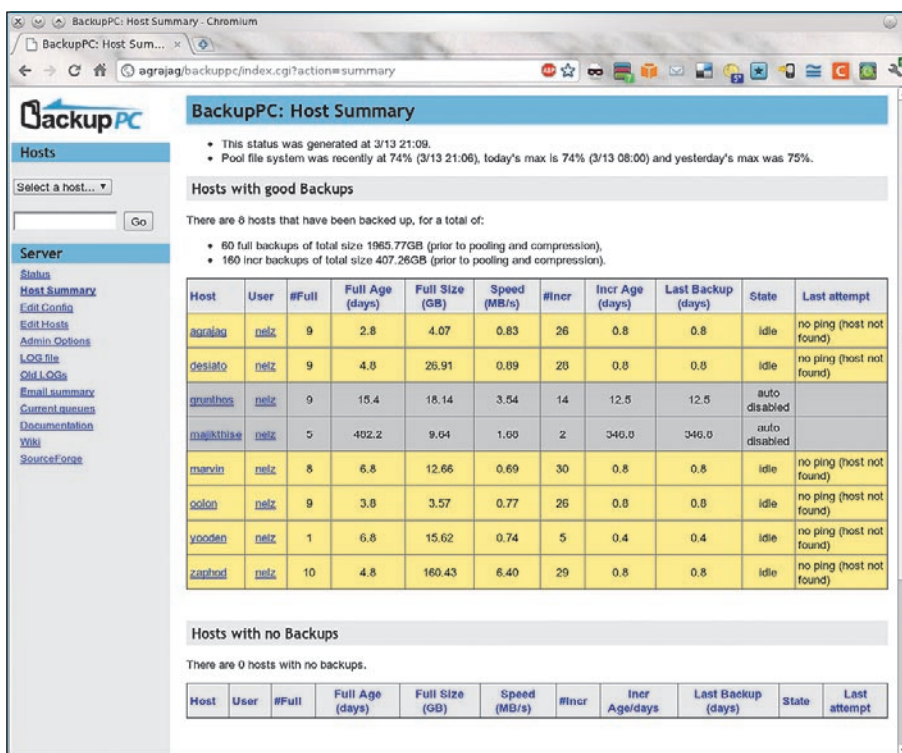 BackupPC: Host Summary - Chromium
BackupPC: Host Sum... ×
agrajag/backuppc/index.cgi?action=summary
BackupPC
Hosts
Select a host... ▾
Go
Server
Status
Host Summary
Edit Config
Edit Hosts
Admin Options
LOG file
Old LOGs
Email summary
Current queues
Documentation
Wiki
SourceForge
BackupPC: Host Summary
• This status was generated at 3/13 21:09.
• Pool file system was recently at 74% (3/13 21:06), today's max is 74% (3/13 08:00) and yesterday's max was 75%.
Hosts with good Backups
There are 8 hosts that have been backed up, for a total of:
• 60 full backups of total size 1965.77GB (prior to pooling and compression),
• 160 incr backups of total size 407.26GB (prior to pooling and compression).
Host User #Full Full Age (days) Full Size (GB) Speed (MB/s) #Incr Incr Age (days) Last Backup (days) State Last attempt
agrajag nelz 9 2.8 4.07 0.83 26 0.8 0.8 idle no ping (host not found)
desiato nelz 9 4.8 26.91 0.89 28 0.8 0.8 idle no ping (host not found)
grunthos nelz 9 15.4 18.14 3.54 14 12.5 12.5 auto disabled
majikthise nelz 5 482.2 9.64 1.68 2 346.8 346.8 auto disabled
marvin nelz 8 6.8 12.66 0.69 30 0.8 0.8 idle no ping (host not found)
oolon nelz 9 3.8 3.57 0.77 26 0.8 0.8 idle no ping (host not found)
vooden nelz 1 6.8 15.62 0.74 5 0.4 0.4 idle no ping (host not found)
zaphod nelz 10 4.8 160.43 6.40 29 0.8 0.8 idle no ping (host not found)
Hosts with no Backups
There are 0 hosts with no backups.
Host User #Full Full Age (days) Full Size (GB) Speed (MB/s) #Incr Incr Age/days Last Backup (days) State Last attempt